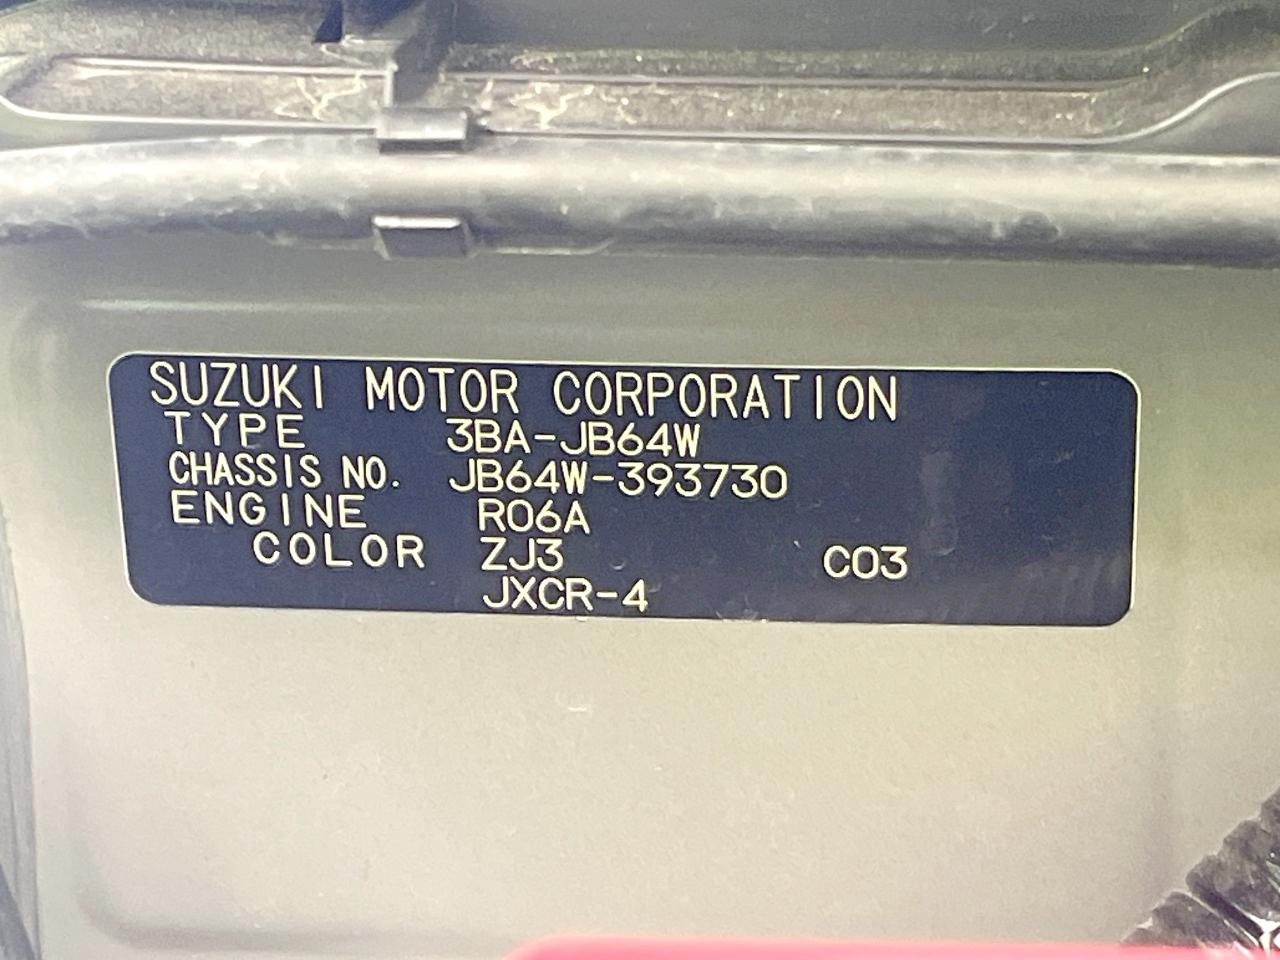 SUZUKI MOTOR CORPORATION
TYPE 3BA-JB64W
CHASSIS NO. JB64W-393730
ENGINE R06A
COLOR ZJ3 C03
JXCR-4